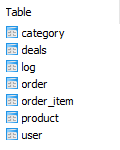 Table
category
deals
log
order
order_item
product
user